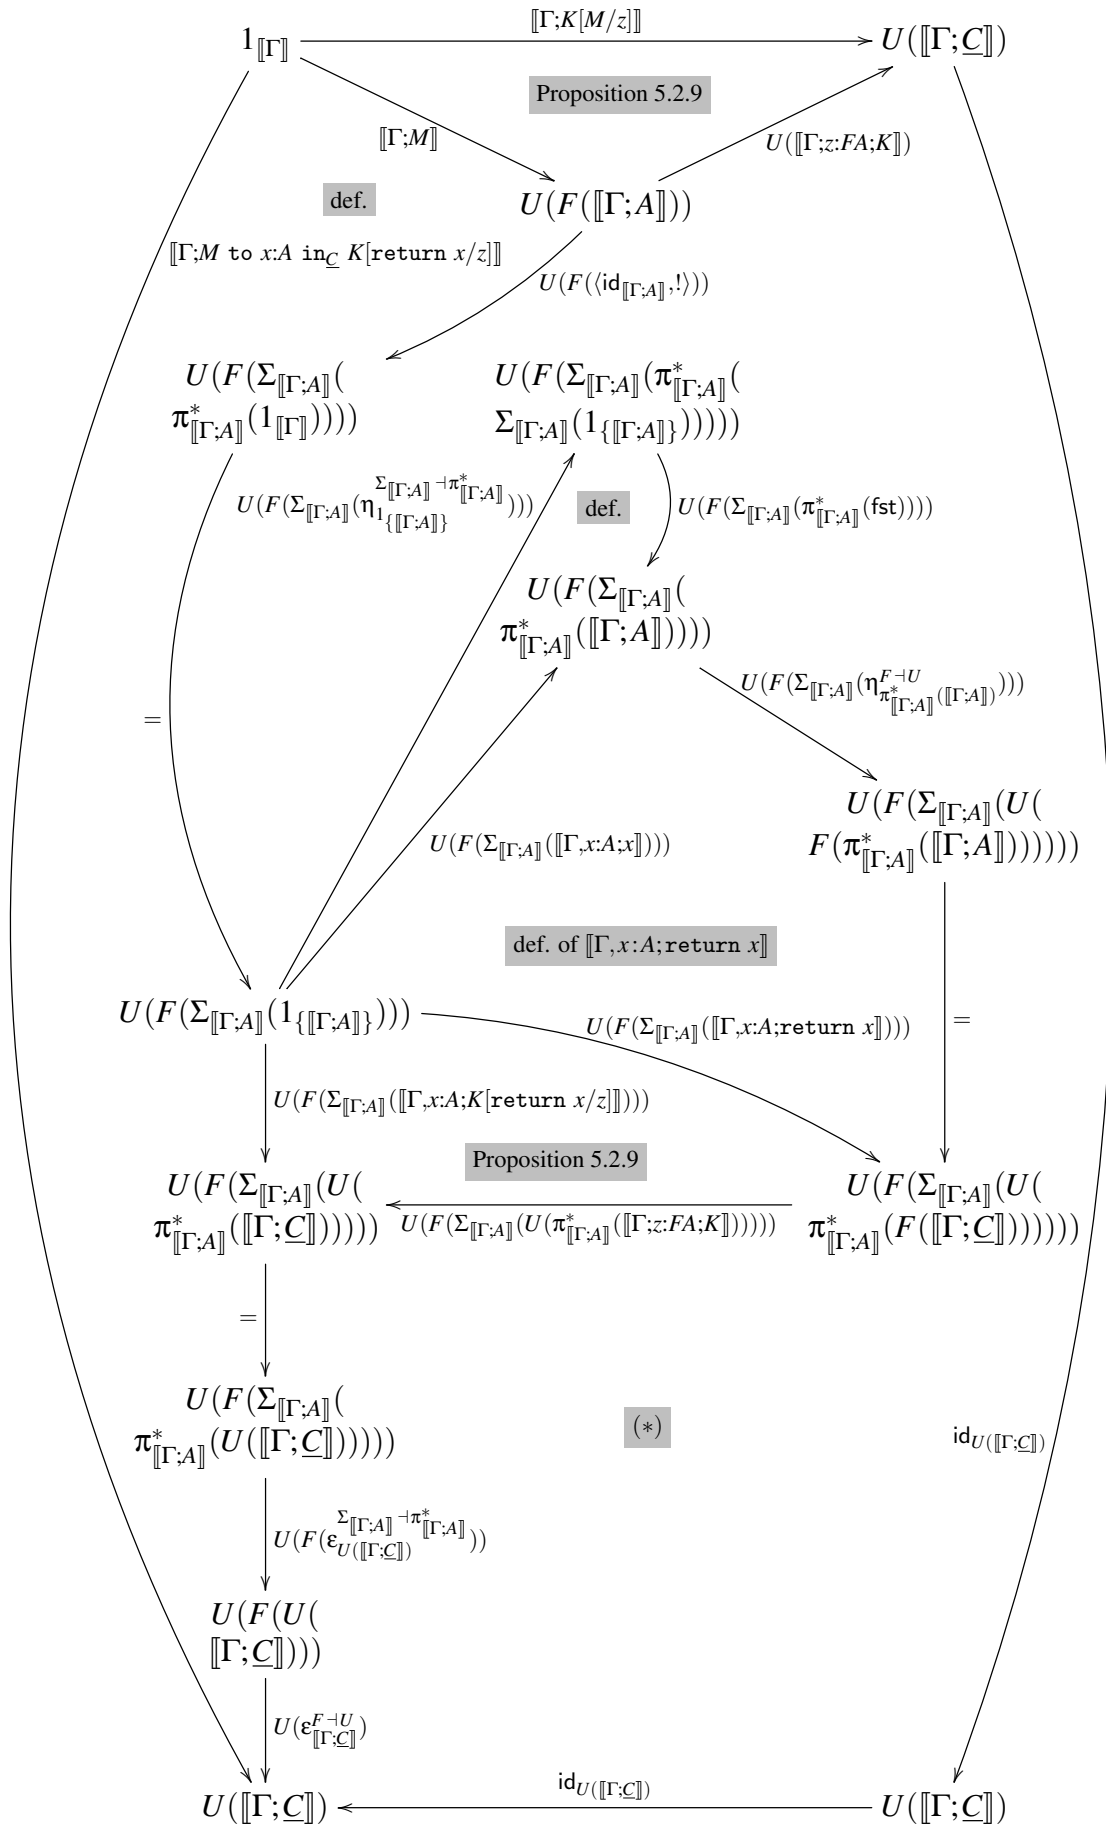 ⟦Γ;K[M/z]⟧
1_{⟦Γ⟧} U(⟦Γ;C̲⟧)
Proposition 5.2.9
⟦Γ;M⟧ U(⟦Γ;z:FA;K⟧)
def. U(F(⟦Γ;A⟧))
⟦Γ;M to x:A in_{C̲} K[return x/z]⟧
U(F(⟨id_{⟦Γ;A⟧},!⟩))
U(F(Σ_{⟦Γ;A⟧}( U(F(Σ_{⟦Γ;A⟧}(π*_{⟦Γ;A⟧}(
π*_{⟦Γ;A⟧}(1_{⟦Γ⟧})))) Σ_{⟦Γ;A⟧}(1_{{⟦Γ;A⟧}})))))
U(F(Σ_{⟦Γ;A⟧}(η^{Σ_{⟦Γ;A⟧}⊣π*_{⟦Γ;A⟧}}_{1_{{⟦Γ;A⟧}}}))) def. U(F(Σ_{⟦Γ;A⟧}(π*_{⟦Γ;A⟧}(fst))))
U(F(Σ_{⟦Γ;A⟧}(
π*_{⟦Γ;A⟧}(⟦Γ;A⟧))))
U(F(Σ_{⟦Γ;A⟧}(η^{F⊣U}_{π*_{⟦Γ;A⟧}(⟦Γ;A⟧)})))
=
U(F(Σ_{⟦Γ;A⟧}(U(
U(F(Σ_{⟦Γ;A⟧}(⟦Γ,x:A;x⟧))) F(π*_{⟦Γ;A⟧}(⟦Γ;A⟧))))))
def. of ⟦Γ,x:A;return x⟧
U(F(Σ_{⟦Γ;A⟧}(1_{{⟦Γ;A⟧}}))) U(F(Σ_{⟦Γ;A⟧}(⟦Γ,x:A;return x⟧))) =
U(F(Σ_{⟦Γ;A⟧}(⟦Γ,x:A;K[return x/z]⟧)))
Proposition 5.2.9
U(F(Σ_{⟦Γ;A⟧}(U( U(F(Σ_{⟦Γ;A⟧}(U(
π*_{⟦Γ;A⟧}(⟦Γ;C̲⟧))))) U(F(Σ_{⟦Γ;A⟧}(U(π*_{⟦Γ;A⟧}(⟦Γ;z:FA;K⟧))))) π*_{⟦Γ;A⟧}(F(⟦Γ;C̲⟧))))))
=
U(F(Σ_{⟦Γ;A⟧}(
π*_{⟦Γ;A⟧}(U(⟦Γ;C̲⟧))))) (∗) id_{U(⟦Γ;C̲⟧)}
U(F(ε^{Σ_{⟦Γ;A⟧}⊣π*_{⟦Γ;A⟧}}_{U(⟦Γ;C̲⟧)}))
U(F(U(
⟦Γ;C̲⟧)))
U(ε^{F⊣U}_{⟦Γ;C̲⟧})
id_{U(⟦Γ;C̲⟧)}
U(⟦Γ;C̲⟧) U(⟦Γ;C̲⟧)